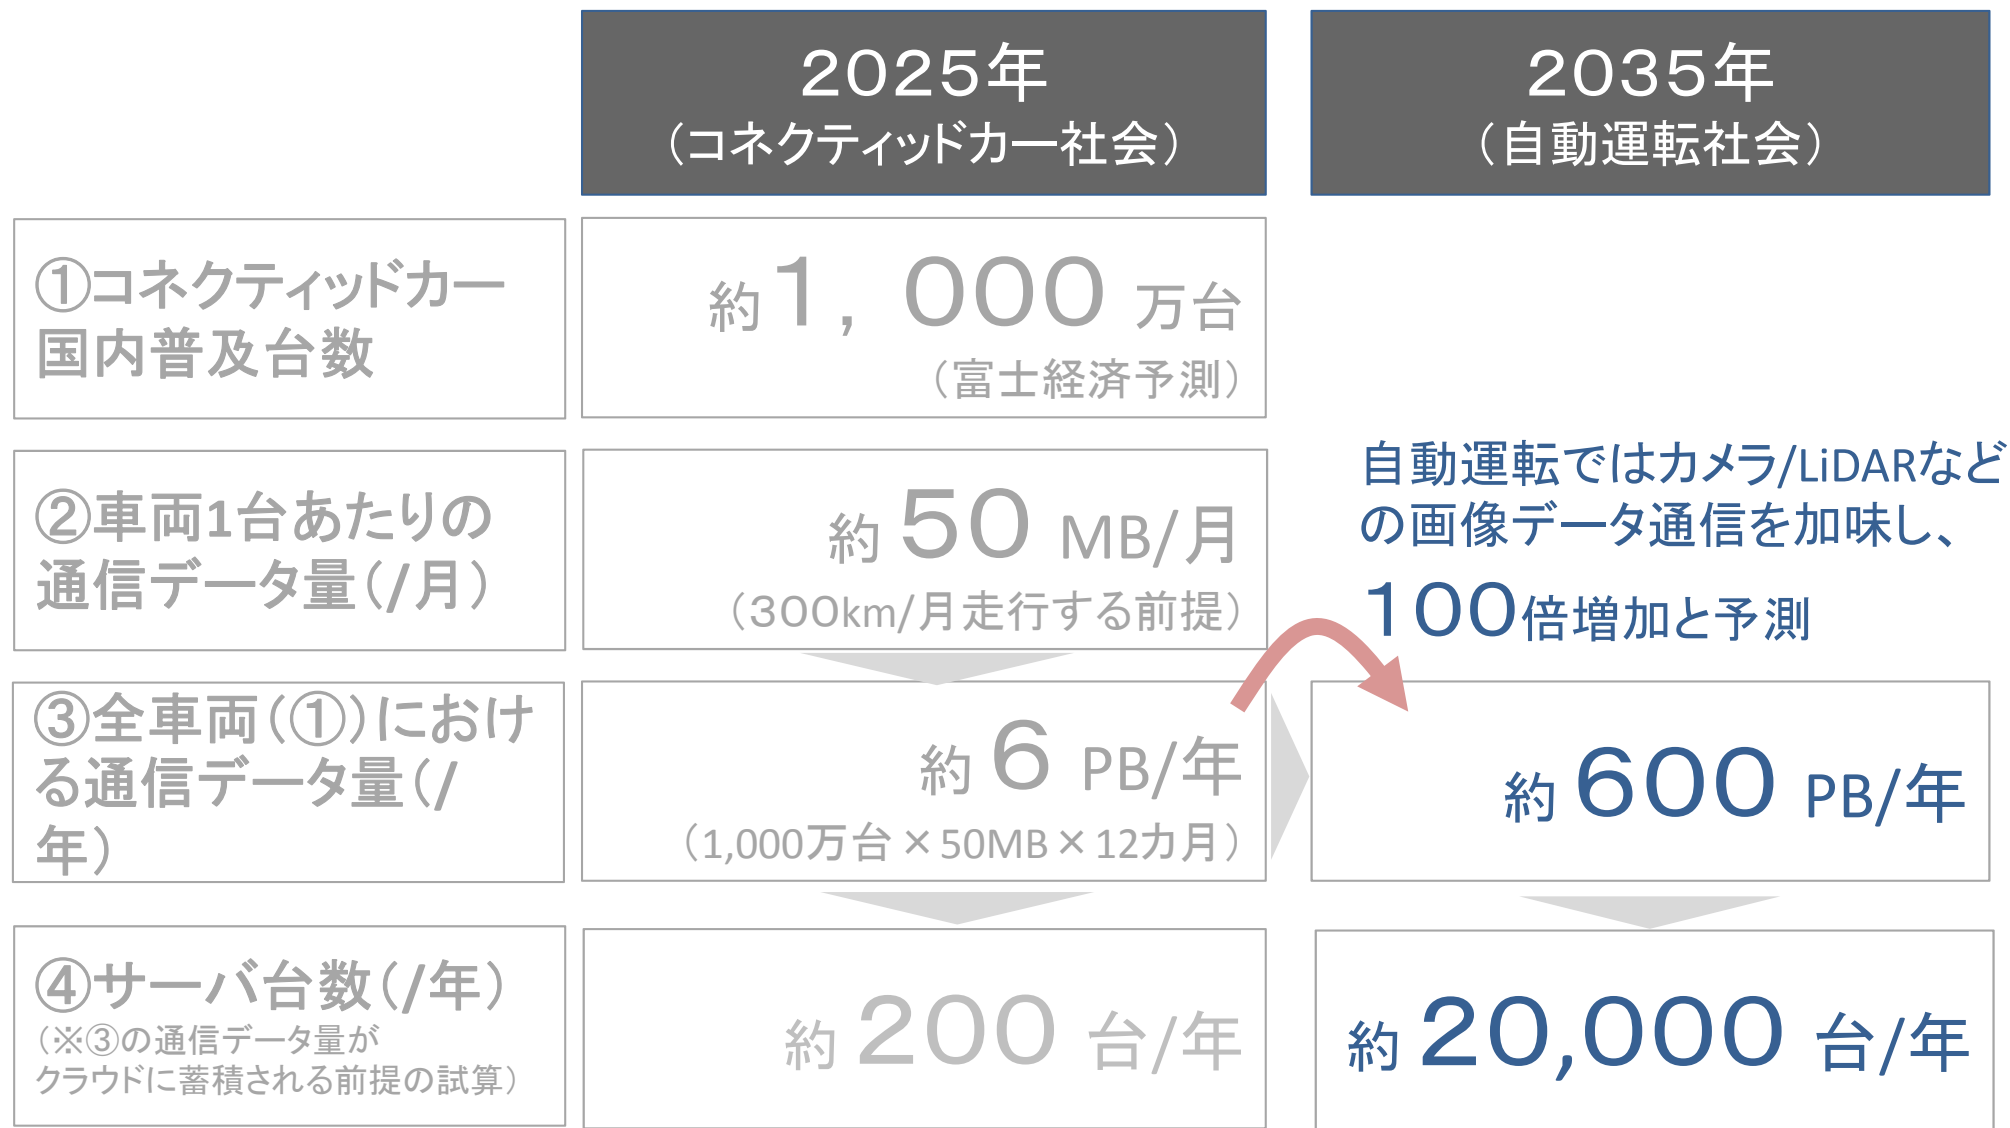 2025年
（コネクティッドカー社会）
2035年
（自動運転社会）
①コネクティッドカー
国内普及台数
約1，000 万台
（富士経済予測）
②車両1台あたりの
通信データ量（/月）
約50 MB/月
（300km/月走行する前提）
自動運転ではカメラ/LiDARなど
の画像データ通信を加味し、
100倍増加と予測
③全車両（①）におけ
る通信データ量（/
年）
約6 PB/年
（1,000万台×50MB×12カ月）
約600 PB/年
④サーバ台数（/年）
（※③の通信データ量が
クラウドに蓄積される前提の試算）
約200 台/年
約20,000 台/年